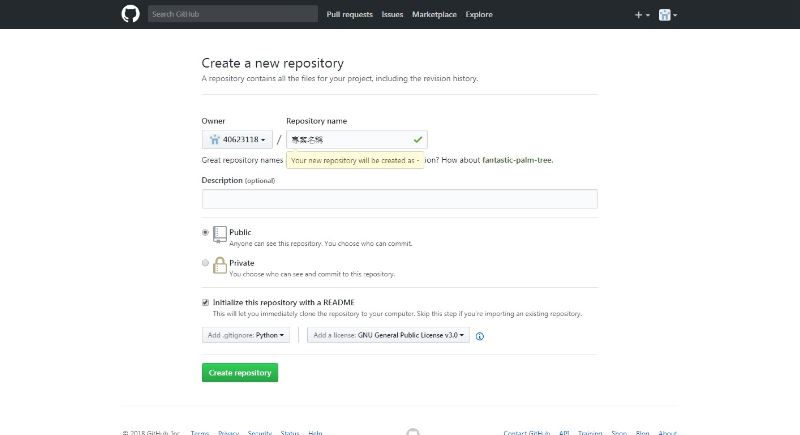 Search GitHub
Pull requests Issues Marketplace Explore
Create a new repository
A repository contains all the files for your project, including the revision history.
Owner Repository name
40623118 / 專案名稱
Great repository names ion? How about fantastic-palm-tree.
Your new repository will be created as -
Description (optional)
Public
Anyone can see this repository. You choose who can commit.
Private
You choose who can see and commit to this repository.
Initialize this repository with a README
This will let you immediately clone the repository to your computer. Skip this step if you're importing an existing repository.
Add .gitignore: Python Add a license: GNU General Public License v3.0
Create repository
© 2018 GitHub, Inc. Terms Privacy Security Status Help Contact GitHub API Training Shop Blog About